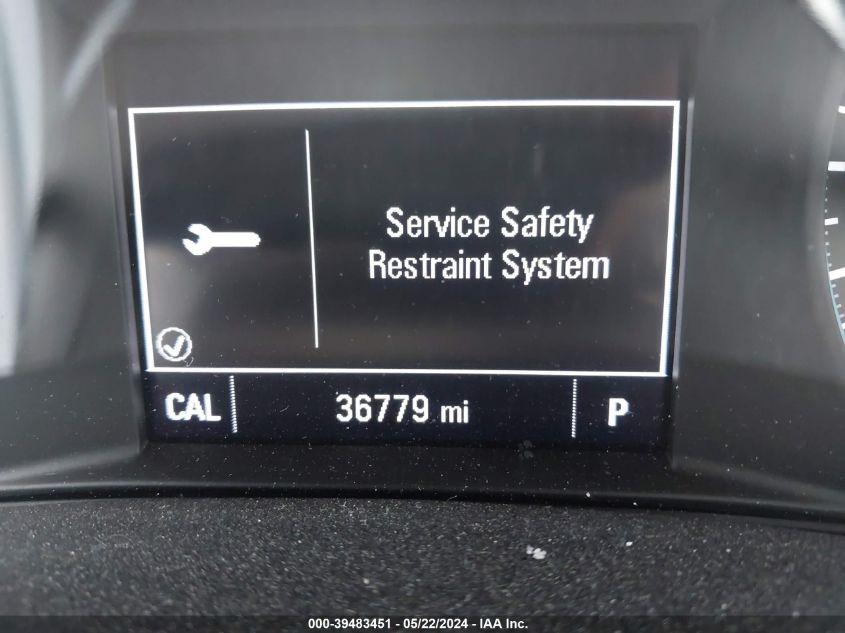 Service Safety
Restraint System
CAL 36779 mi P
000-39483451 - 05/22/2024 - IAA Inc.